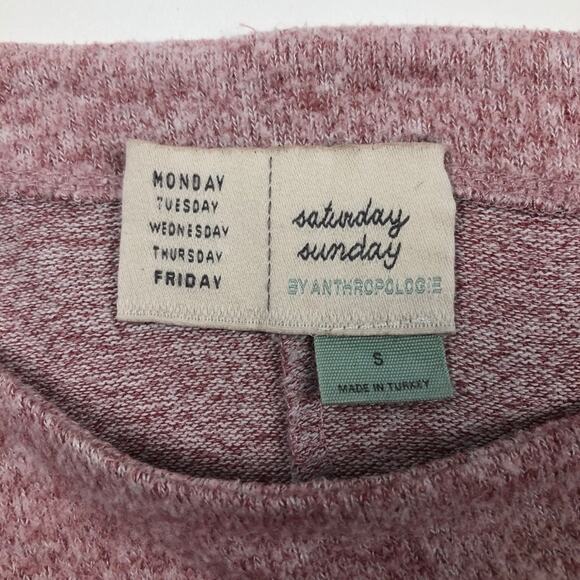 MONDAY
TUESDAY
WEDNESDAY
THURSDAY
FRIDAY
saturday
sunday
BY ANTHROPOLOGIE
S
MADE IN TURKEY